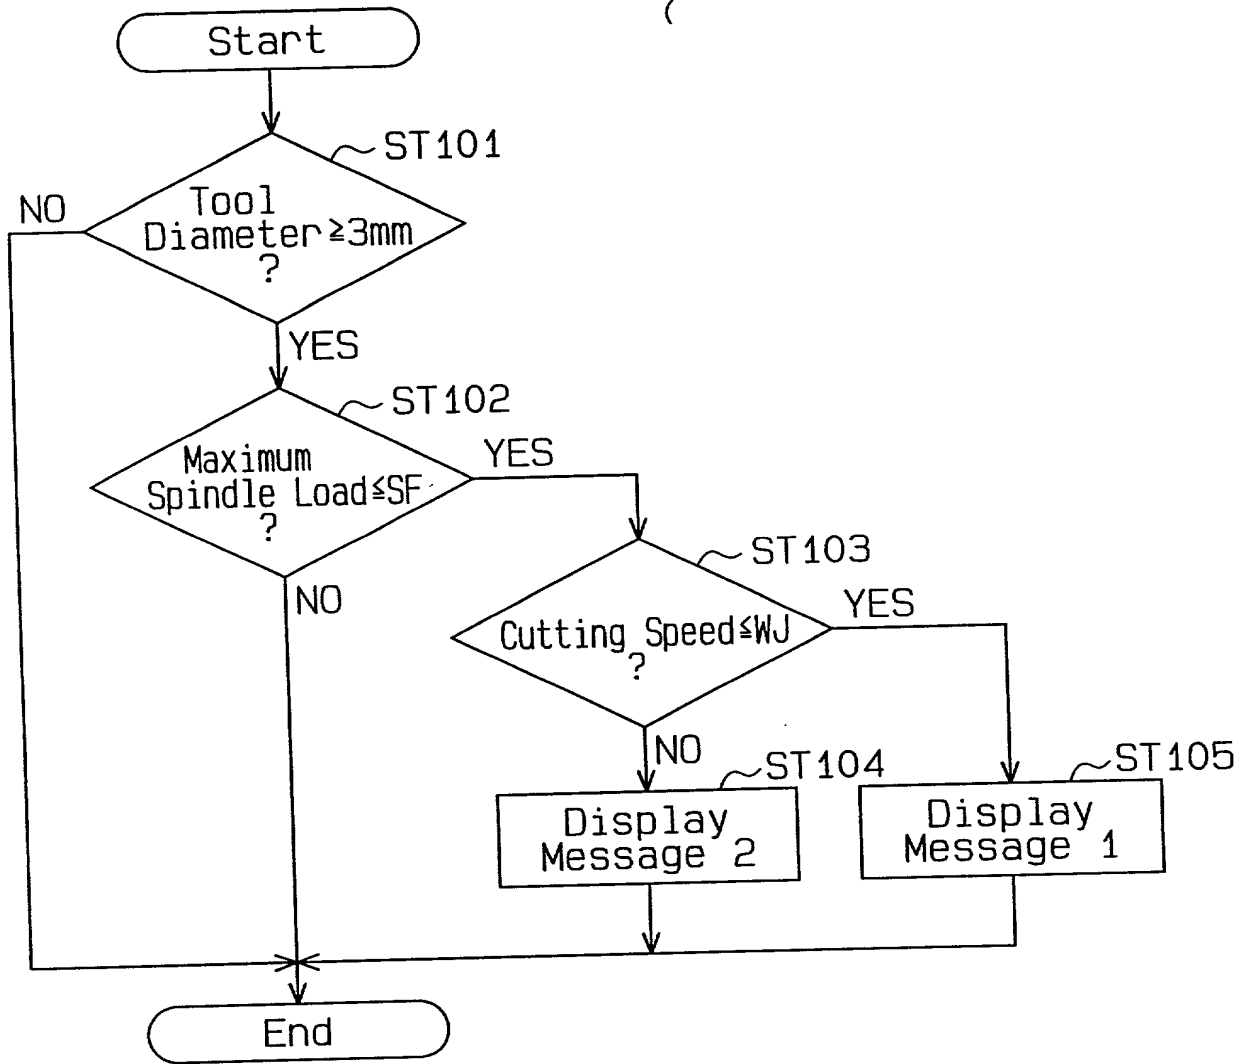 Start
ST101
NO
Tool
Diameter≧3mm
?
YES
ST102
Maximum
Spindle Load≦SF
?
YES
NO
ST103
Cutting Speed≦WJ
?
YES
NO
ST104
Display
Message 2
ST105
Display
Message 1
End